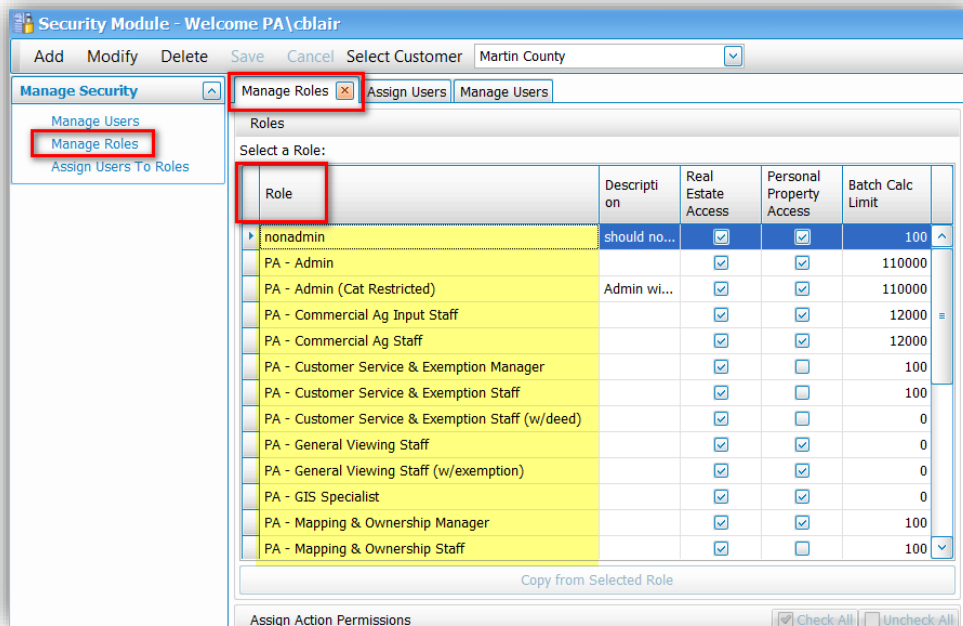 Security Module - Welcome PA\cblair
Add Modify Delete Save Cancel Select Customer Martin County
Manage Security
Manage Users
Manage Roles
Assign Users To Roles
Manage Roles Assign Users Manage Users
Roles
Select a Role:
Role Descripti on Real Estate Access Personal Property Access Batch Calc Limit
nonadmin should no... 100
PA - Admin 110000
PA - Admin (Cat Restricted) Admin wi... 110000
PA - Commercial Ag Input Staff 12000
PA - Commercial Ag Staff 12000
PA - Customer Service & Exemption Manager 100
PA - Customer Service & Exemption Staff 100
PA - Customer Service & Exemption Staff (w/deed) 0
PA - General Viewing Staff 0
PA - General Viewing Staff (w/exemption) 0
PA - GIS Specialist 0
PA - Mapping & Ownership Manager 100
PA - Mapping & Ownership Staff 100
Copy from Selected Role
Assign Action Permissions Check All Uncheck All